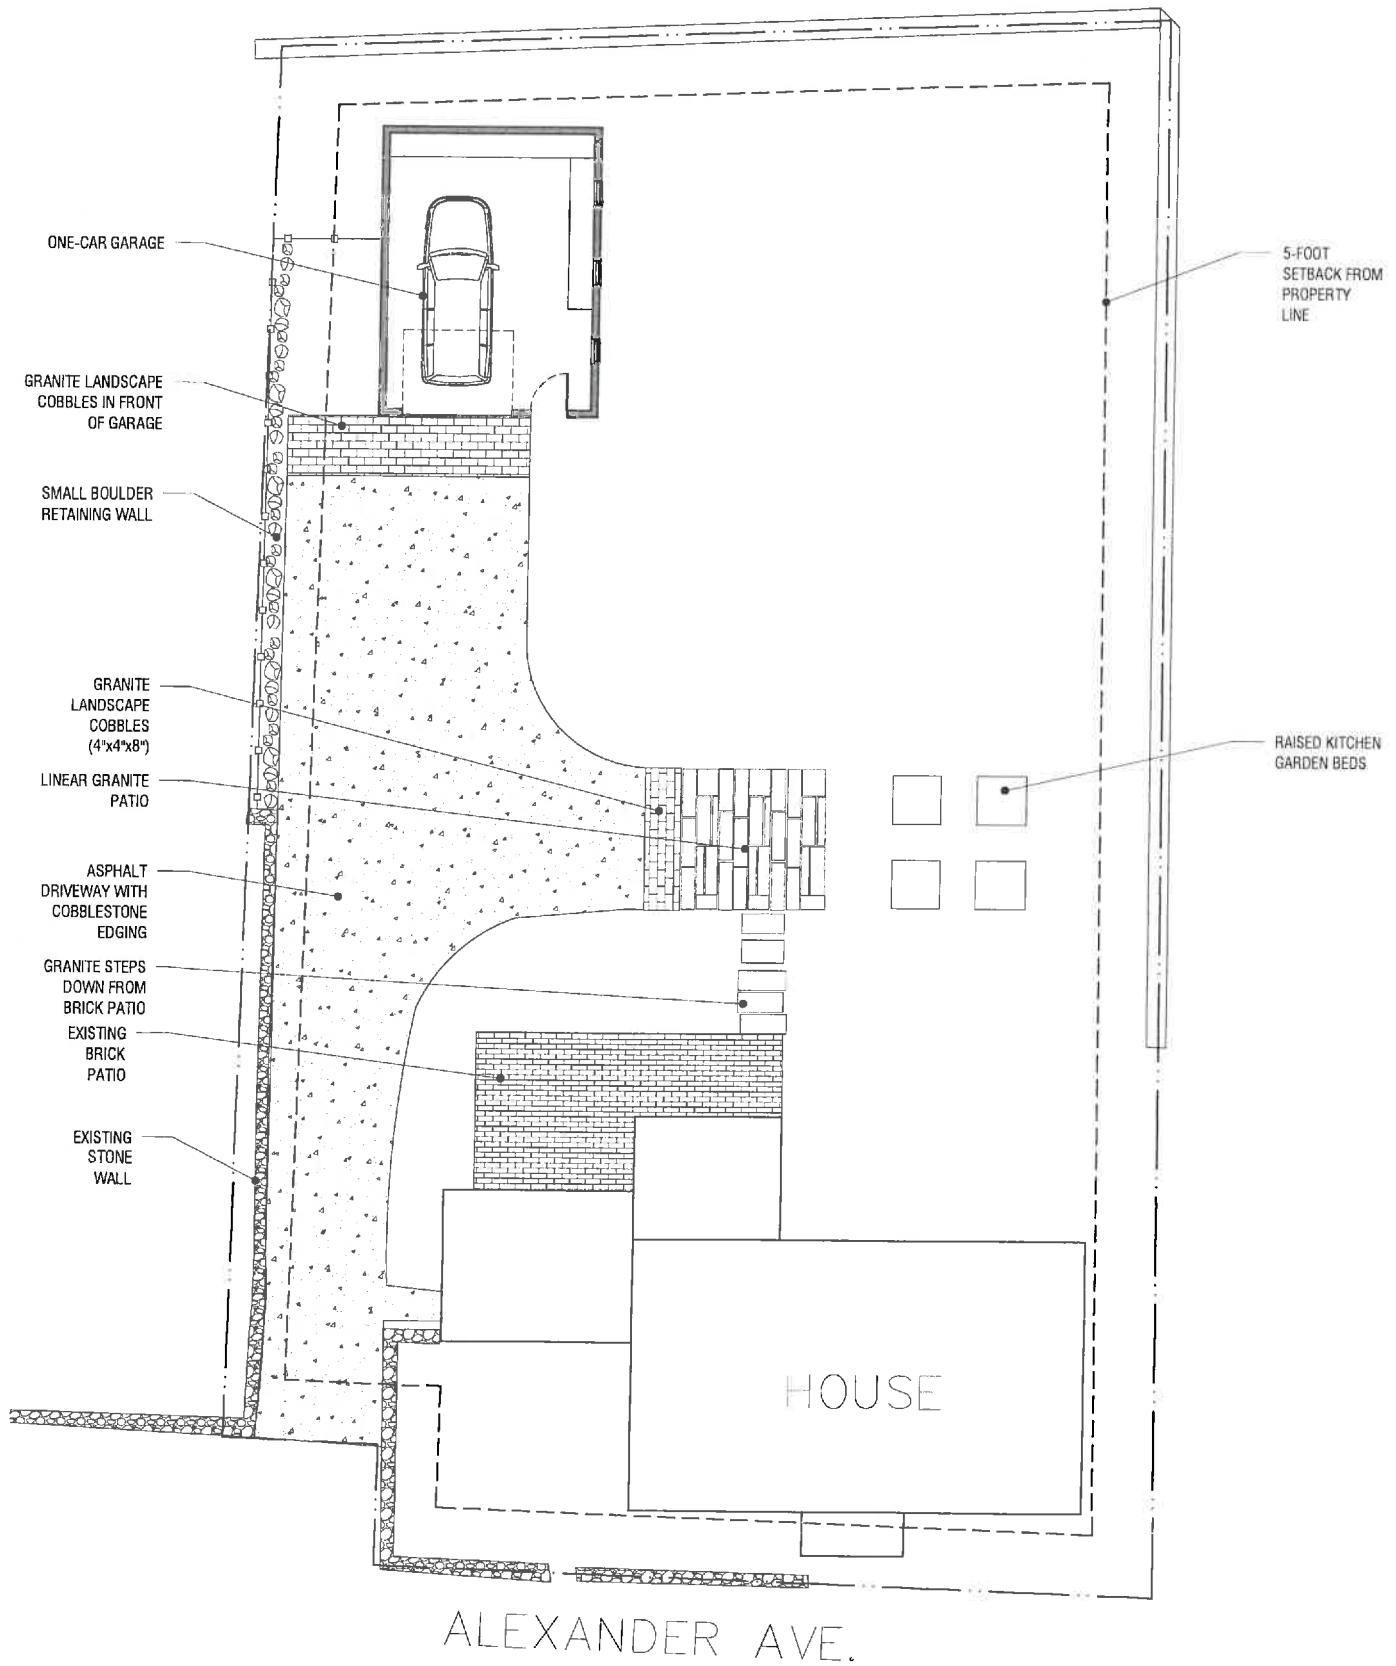 ONE-CAR GARAGE
GRANITE LANDSCAPE
COBBLES IN FRONT
OF GARAGE
SMALL BOULDER
RETAINING WALL
GRANITE
LANDSCAPE
COBBLES
(4"x4"x8")
LINEAR GRANITE
PATIO
ASPHALT
DRIVEWAY WITH
COBBLESTONE
EDGING
GRANITE STEPS
DOWN FROM
BRICK PATIO
EXISTING
BRICK
PATIO
EXISTING
STONE
WALL
5-FOOT
SETBACK FROM
PROPERTY
LINE
RAISED KITCHEN
GARDEN BEDS
HOUSE
ALEXANDER AVE.